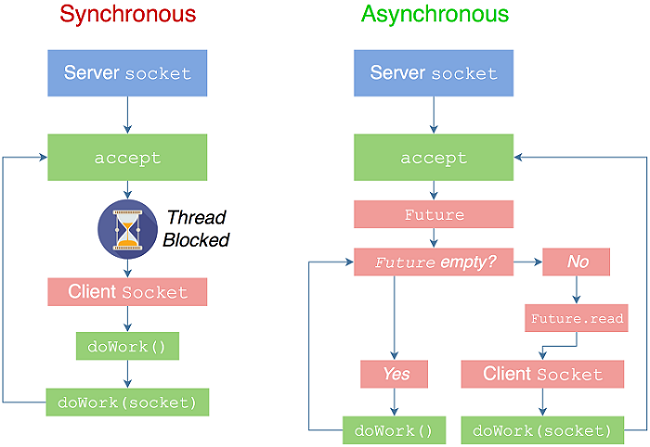 Synchronous
Server socket
accept
Thread
Blocked
Client Socket
doWork()
doWork(socket)
Asynchronous
Server socket
accept
Future
Future empty?
No
Future.read
Yes
Client Socket
doWork()
doWork(socket)